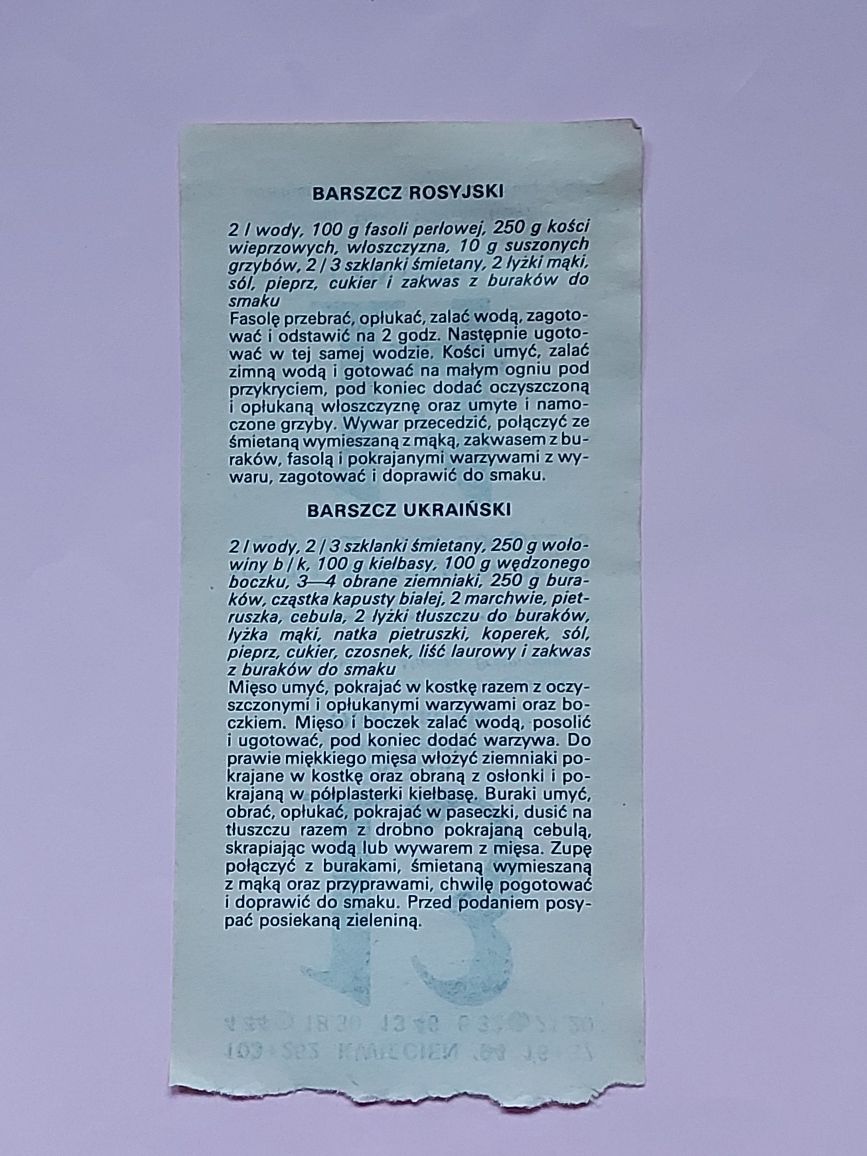 BARSZCZ ROSYJSKI
2 l wody, 100 g fasoli perłowej, 250 g kości
wieprzowych, włoszczyzna, 10 g suszonych
grzybów, 2 / 3 szklanki śmietany, 2 łyżki mąki,
sól, pieprz, cukier i zakwas z buraków do
smaku
Fasolę przebrać, opłukać, zalać wodą, zagoto-
wać i odstawić na 2 godz. Następnie ugoto-
wać w tej samej wodzie. Kości umyć, zalać
zimną wodą i gotować na małym ogniu pod
przykryciem, pod koniec dodać oczyszczoną
i opłukaną włoszczyznę oraz umyte i namo-
czone grzyby. Wywar przecedzić, połączyć ze
śmietaną wymieszaną z mąką, zakwasem z bu-
raków, fasolą i pokrajanymi warzywami z wy-
waru, zagotować i doprawić do smaku.
BARSZCZ UKRAIŃSKI
2 l wody, 2 / 3 szklanki śmietany, 250 g woło-
winy b / k, 100 g kiełbasy, 100 g wędzonego
boczku, 3—4 obrane ziemniaki, 250 g bura-
ków, cząstka kapusty białej, 2 marchwie, piet-
ruszka, cebula, 2 łyżki tłuszczu do buraków,
łyżka mąki, natka pietruszki, koperek, sól,
pieprz, cukier, czosnek, liść laurowy i zakwas
z buraków do smaku
Mięso umyć, pokrajać w kostkę razem z oczy-
szczonymi i opłukanymi warzywami oraz bo-
czkiem. Mięso i boczek zalać wodą, posolić
i ugotować, pod koniec dodać warzywa. Do
prawie miękkiego mięsa włożyć ziemniaki po-
krajane w kostkę oraz obraną z osłonki i po-
krajaną w półplasterki kiełbasę. Buraki umyć,
obrać, opłukać, pokrajać w paseczki, dusić na
tłuszczu razem z drobno pokrajaną cebulą,
skrapiając wodą lub wywarem z mięsa. Zupę
połączyć z burakami, śmietaną wymieszaną
z mąką oraz przyprawami, chwilę pogotować
i doprawić do smaku. Przed podaniem posy-
pać posiekaną zieleniną.
13